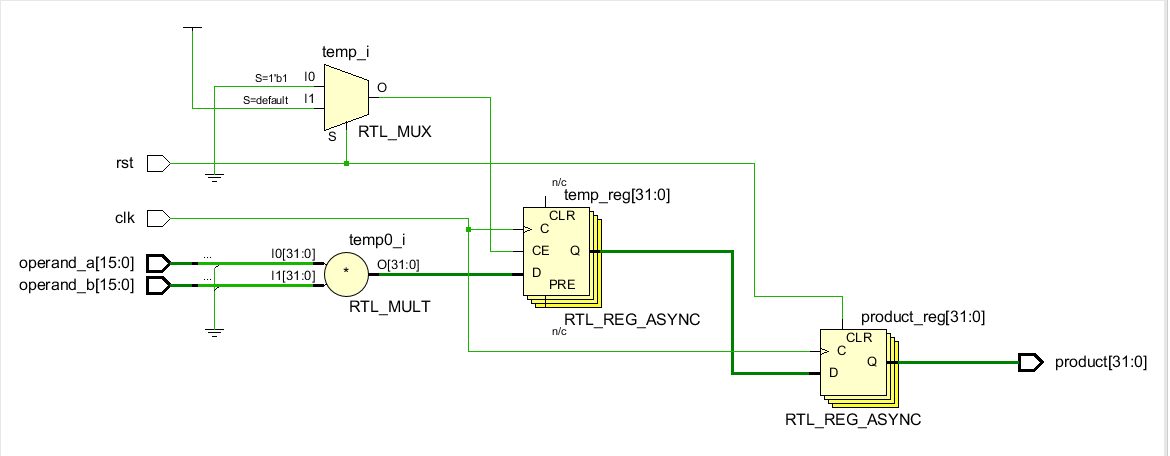 temp_i
S=1'b1 I0
S=default I1
O
S
RTL_MUX
rst
n/c
temp_reg[31:0]
clk
CLR
C
CE
Q
D
PRE
temp0_i
operand_a[15:0]
... I0[31:0]
operand_b[15:0]
... I1[31:0]
*
O[31:0]
RTL_MULT
RTL_REG_ASYNC
n/c
product_reg[31:0]
CLR
C
Q
D
product[31:0]
RTL_REG_ASYNC